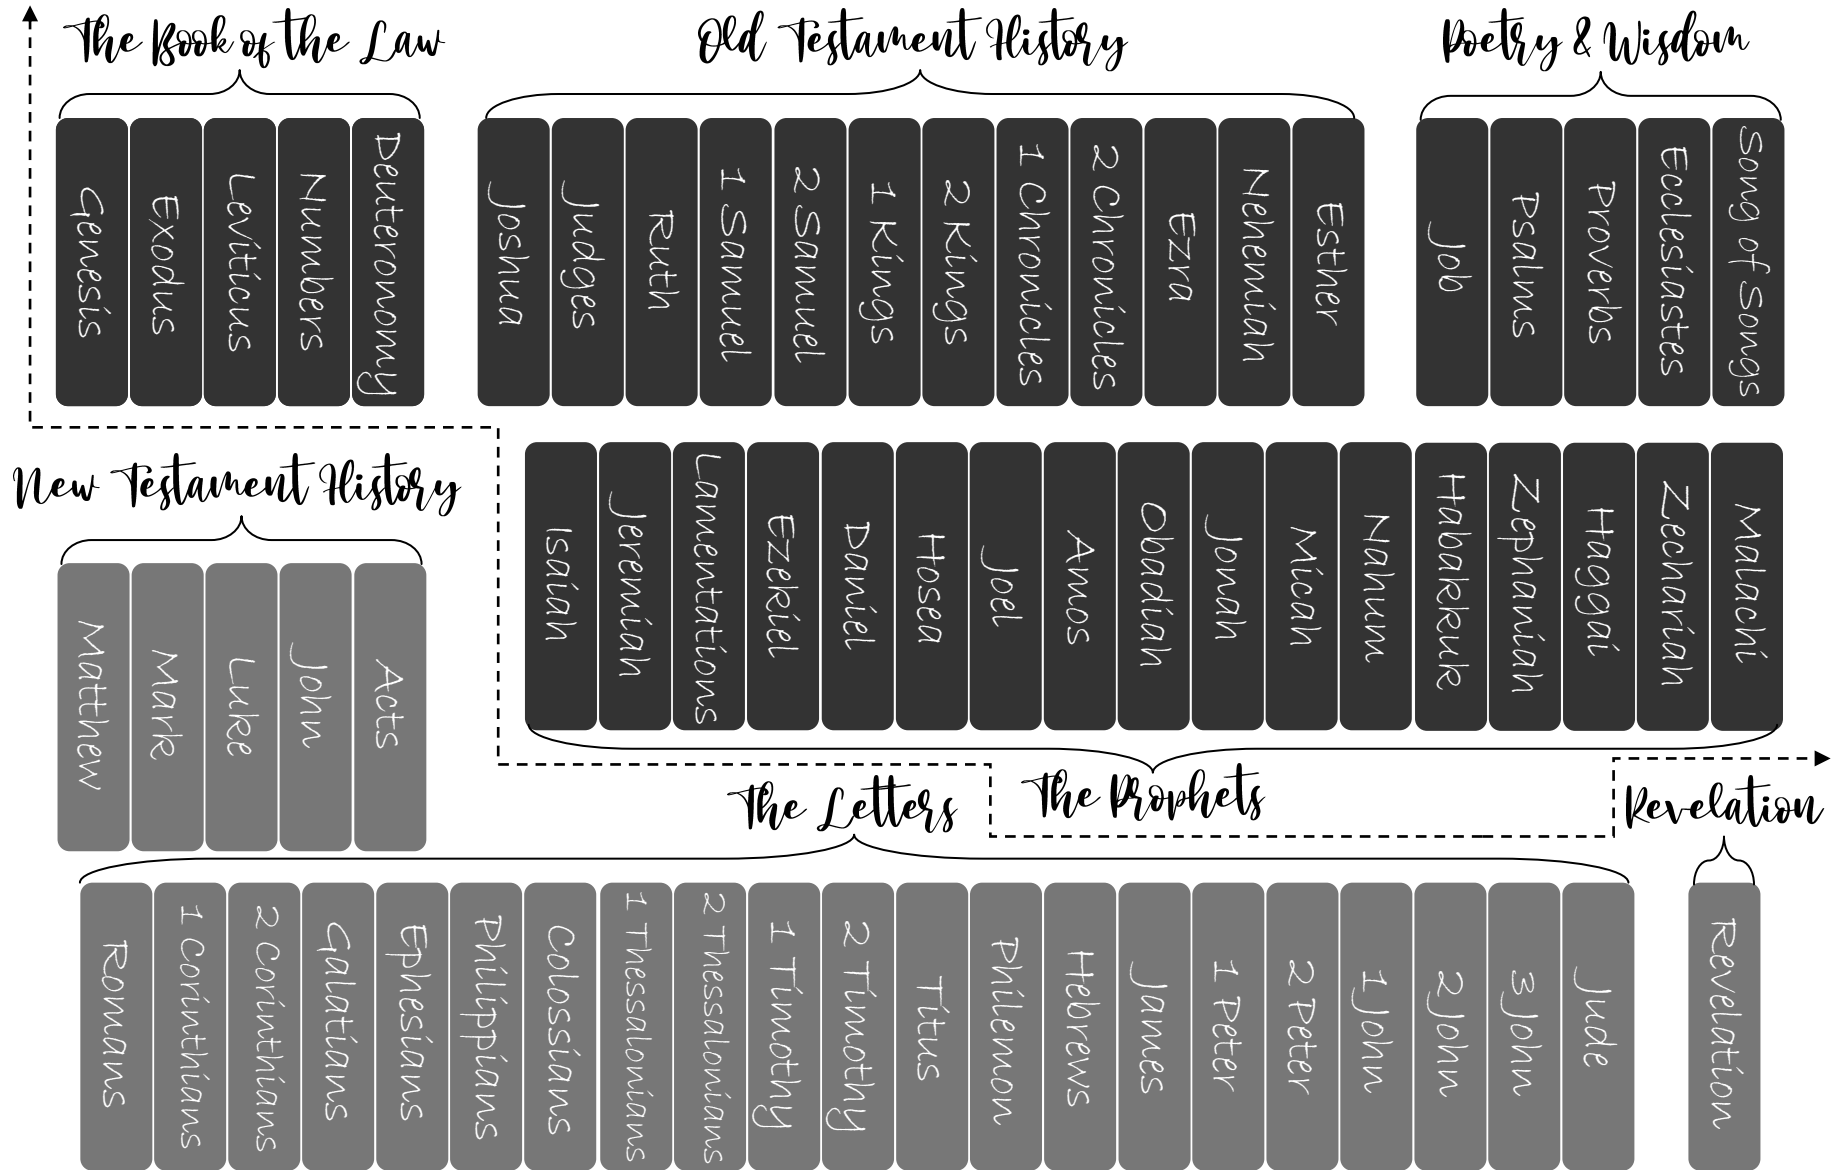 The Book of the Law
Old Testament History
Poetry & Wisdom
Genesis
Exodus
Leviticus
Numbers
Deuteronomy
Joshua
Judges
Ruth
1 Samuel
2 Samuel
1 Kings
2 Kings
1 Chronicles
2 Chronicles
Ezra
Nehemiah
Esther
Job
Psalms
Proverbs
Ecclesiastes
Song of Songs
New Testament History
Matthew
Mark
Luke
John
Acts
Isaiah
Jeremiah
Lamentations
Ezekiel
Daniel
Hosea
Joel
Amos
Obadiah
Jonah
Micah
Nahum
Habakkuk
Zephaniah
Haggai
Zechariah
Malachi
The Prophets
The Letters
Revelation
Romans
1 Corinthians
2 Corinthians
Galatians
Ephesians
Philippians
Colossians
1 Thessalonians
2 Thessalonians
1 Timothy
2 Timothy
Titus
Philemon
Hebrews
James
1 Peter
2 Peter
1 John
2 John
3 John
Jude
Revelation